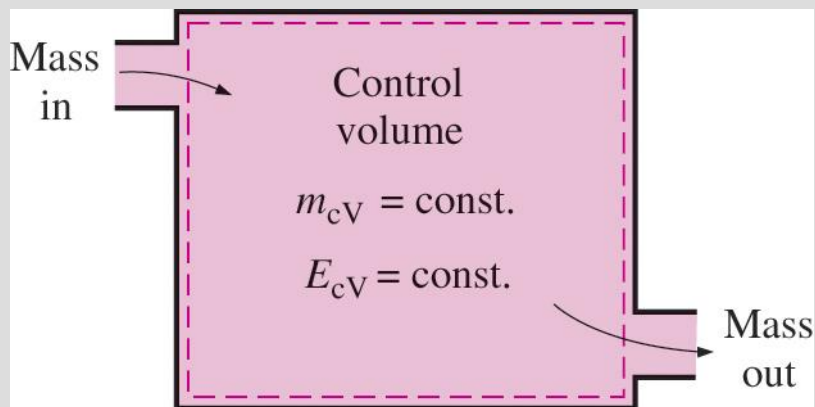 Mass
in
Control
volume
m_cV = const.
E_cV = const.
Mass
out